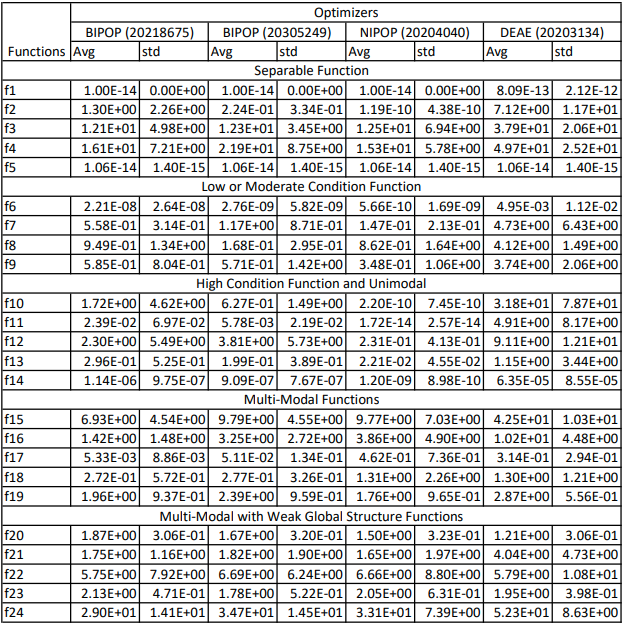 Optimizers
BIPOP (20218675) BIPOP (20305249) NIPOP (20204040) DEAE (20203134)
Functions Avg std Avg std Avg std Avg std
Separable Function
f1 1.00E-14 0.00E+00 1.00E-14 0.00E+00 1.00E-14 0.00E+00 8.09E-13 2.12E-12
f2 1.30E+00 2.26E+00 2.24E-01 3.34E-01 1.19E-10 4.38E-10 7.12E+00 1.17E+01
f3 1.21E+01 4.98E+00 1.23E+01 3.45E+00 1.25E+01 6.94E+00 3.79E+01 2.06E+01
f4 1.61E+01 7.21E+00 2.19E+01 8.75E+00 1.53E+01 5.78E+00 4.97E+01 2.52E+01
f5 1.06E-14 1.40E-15 1.06E-14 1.40E-15 1.06E-14 1.40E-15 1.06E-14 1.40E-15
Low or Moderate Condition Function
f6 2.21E-08 2.64E-08 2.76E-09 5.82E-09 5.66E-10 1.69E-09 4.95E-03 1.12E-02
f7 5.58E-01 3.14E-01 1.17E+00 8.71E-01 1.47E-01 2.13E-01 4.73E+00 6.43E+00
f8 9.49E-01 1.34E+00 1.68E-01 2.95E-01 8.62E-01 1.64E+00 4.12E+00 1.49E+00
f9 5.85E-01 8.04E-01 5.71E-01 1.42E+00 3.48E-01 1.06E+00 3.74E+00 2.06E+00
High Condition Function and Unimodal
f10 1.72E+00 4.62E+00 6.27E-01 1.49E+00 2.20E-10 7.45E-10 3.18E+01 7.87E+01
f11 2.39E-02 6.97E-02 5.78E-03 2.19E-02 1.72E-14 2.57E-14 4.91E+00 8.17E+00
f12 2.30E+00 5.49E+00 3.81E+00 5.73E+00 2.31E-01 4.13E-01 9.11E+00 1.21E+01
f13 2.96E-01 5.25E-01 1.99E-01 3.89E-01 2.21E-02 4.55E-02 1.15E+00 3.44E+00
f14 1.14E-06 9.75E-07 9.09E-07 7.67E-07 1.20E-09 8.98E-10 6.35E-05 8.55E-05
Multi-Modal Functions
f15 6.93E+00 4.54E+00 9.79E+00 4.55E+00 9.77E+00 7.03E+00 4.25E+01 1.03E+01
f16 1.42E+00 1.48E+00 3.25E+00 2.72E+00 3.86E+00 4.90E+00 1.02E+01 4.48E+00
f17 5.33E-03 8.86E-03 5.11E-02 1.34E-01 4.62E-01 7.36E-01 3.14E-01 2.94E-01
f18 2.72E-01 5.72E-01 2.77E-01 3.26E-01 1.31E+00 2.26E+00 1.30E+00 1.21E+00
f19 1.96E+00 9.37E-01 2.39E+00 9.59E-01 1.76E+00 9.65E-01 2.87E+00 5.56E-01
Multi-Modal with Weak Global Structure Functions
f20 1.87E+00 3.06E-01 1.67E+00 3.20E-01 1.50E+00 3.23E-01 1.21E+00 3.06E-01
f21 1.75E+00 1.16E+00 1.82E+00 1.90E+00 1.65E+00 1.97E+00 4.04E+00 4.73E+00
f22 5.75E+00 7.92E+00 6.69E+00 6.24E+00 6.66E+00 8.80E+00 5.79E+00 1.08E+01
f23 2.13E+00 4.71E-01 1.78E+00 5.22E-01 2.05E+00 6.31E-01 1.95E+00 3.98E-01
f24 2.90E+01 1.41E+01 3.47E+01 1.45E+01 3.31E+01 7.39E+00 5.23E+01 8.63E+00